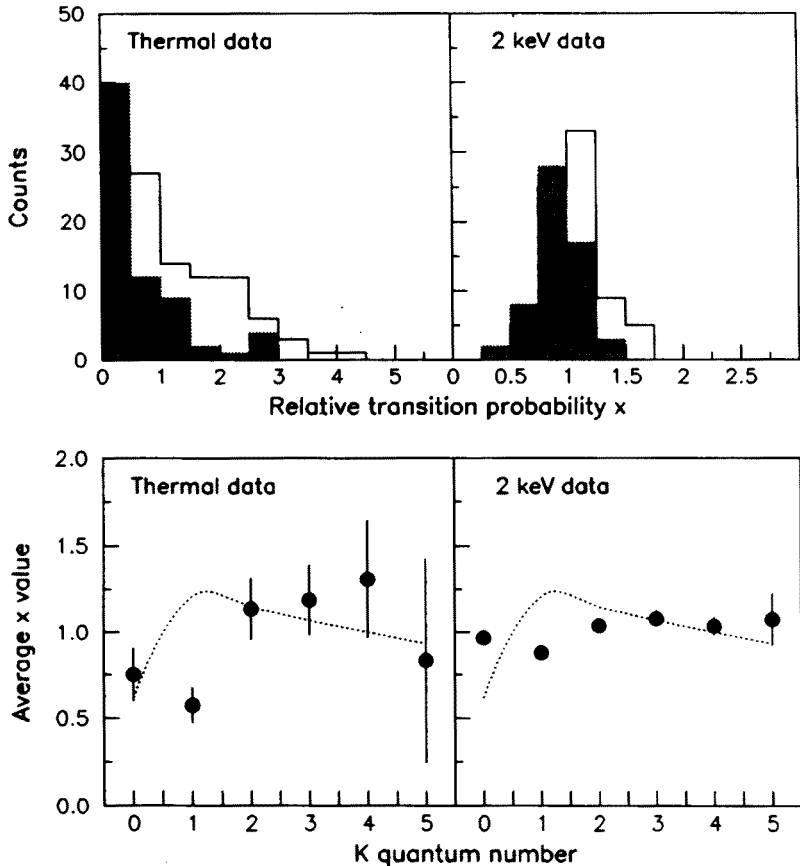 50
40
30
20
10
0
Counts
Thermal data
2 keV data
0 1 2 3 4 5
0 0.5 1 1.5 2 2.5
Relative transition probability x
2.0
1.5
1.0
0.5
0.0
Average x value
Thermal data
2 keV data
0 1 2 3 4 5
0 1 2 3 4 5
K quantum number